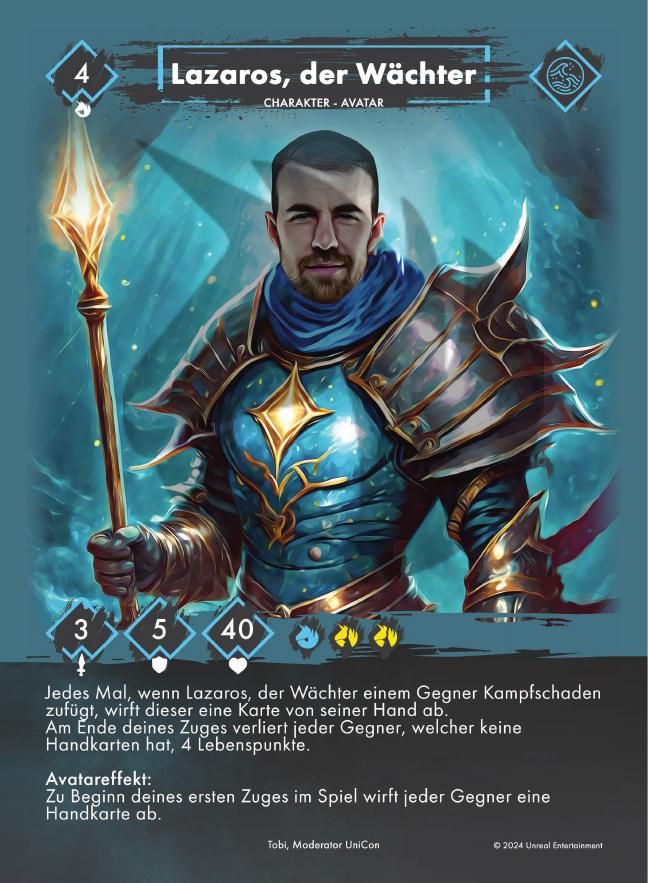 4
Lazaros, der Wächter
CHARAKTER - AVATAR
3 5 40
Jedes Mal, wenn Lazaros, der Wächter einem Gegner Kampfschaden
zufügt, wirft dieser eine Karte von seiner Hand ab.
Am Ende deines Zuges verliert jeder Gegner, welcher keine
Handkarten hat, 4 Lebenspunkte.
Avatareffekt:
Zu Beginn deines ersten Zuges im Spiel wirft jeder Gegner eine
Handkarte ab.
Tobi, Moderator UniCon
© 2024 Unreal Entertainment